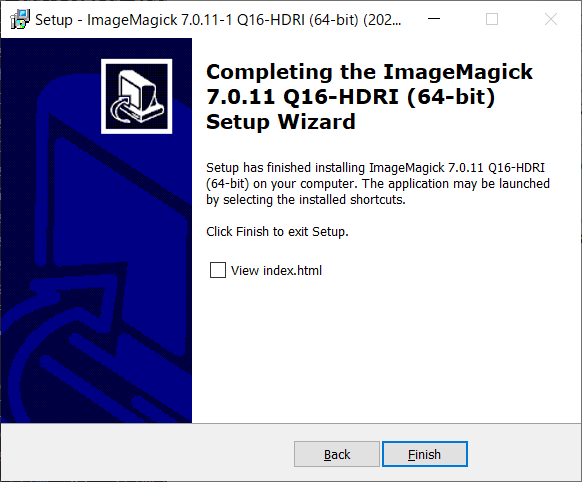 Setup - ImageMagick 7.0.11-1 Q16-HDRI (64-bit) (202...
Completing the ImageMagick
7.0.11 Q16-HDRI (64-bit)
Setup Wizard
Setup has finished installing ImageMagick 7.0.11 Q16-HDRI
(64-bit) on your computer. The application may be launched
by selecting the installed shortcuts.
Click Finish to exit Setup.
View index.html
Back
Finish